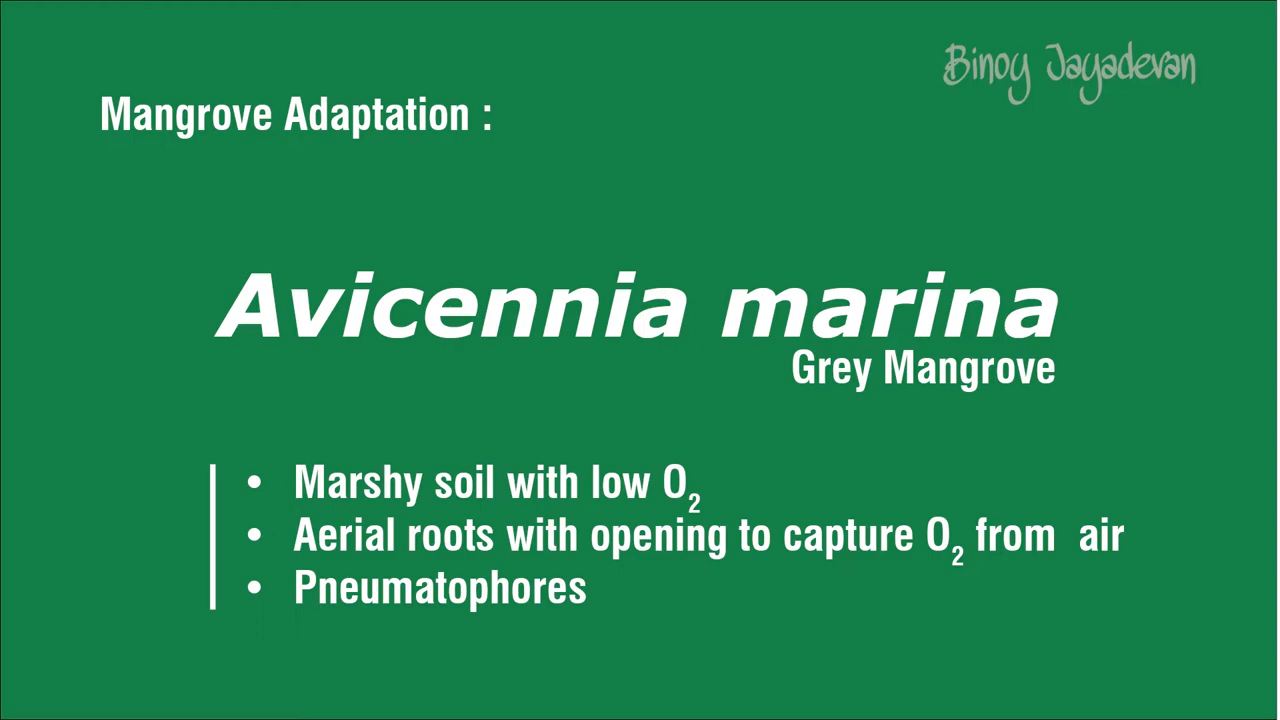 Binoy Jayadevan
Mangrove Adaptation :
Avicennia marina
Grey Mangrove
• Marshy soil with low O₂
• Aerial roots with opening to capture O₂ from air
• Pneumatophores